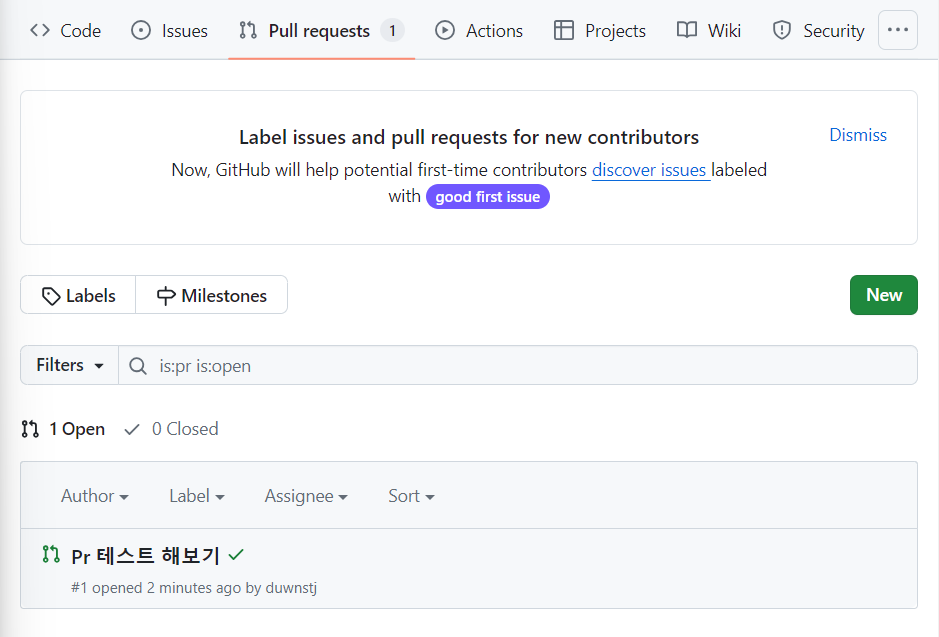 Code Issues Pull requests 1 Actions Projects Wiki Security
Label issues and pull requests for new contributors
Dismiss
Now, GitHub will help potential first-time contributors discover issues labeled
with good first issue
Labels Milestones New
Filters is:pr is:open
1 Open 0 Closed
Author Label Assignee Sort
Pr 테스트 해보기
#1 opened 2 minutes ago by duwnstj